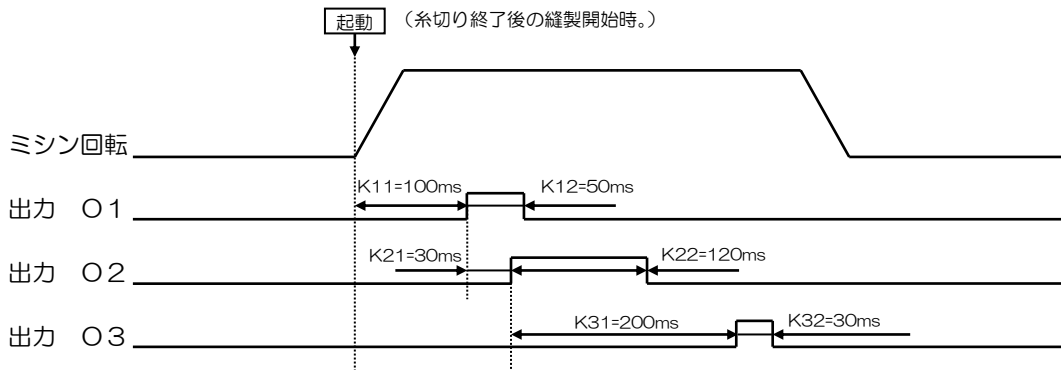 起動 (糸切り終了後の縫製開始時。)
ミシン回転
K11=100ms K12=50ms
出力 O1
K21=30ms K22=120ms
出力 O2
K31=200ms K32=30ms
出力 O3